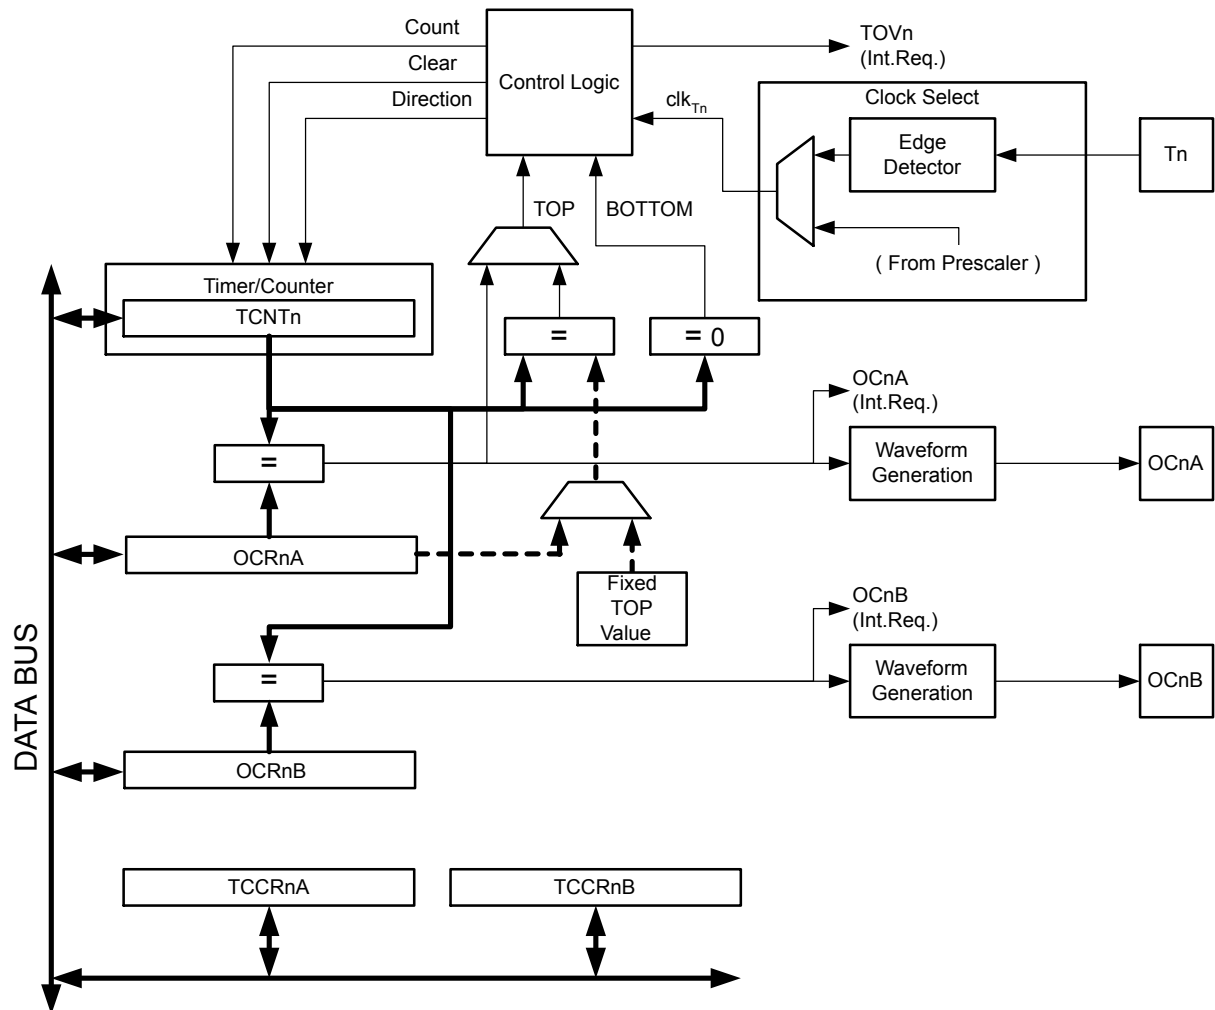 Count
Clear
Direction
Control Logic
TOVn
(Int.Req.)
clkTn
Clock Select
Edge
Detector
Tn
( From Prescaler )
TOP
BOTTOM
Timer/Counter
TCNTn
=
= 0
OCnA
(Int.Req.)
=
Waveform
Generation
OCnA
OCRnA
Fixed
TOP
Value
OCnB
(Int.Req.)
=
Waveform
Generation
OCnB
OCRnB
DATA BUS
TCCRnA
TCCRnB